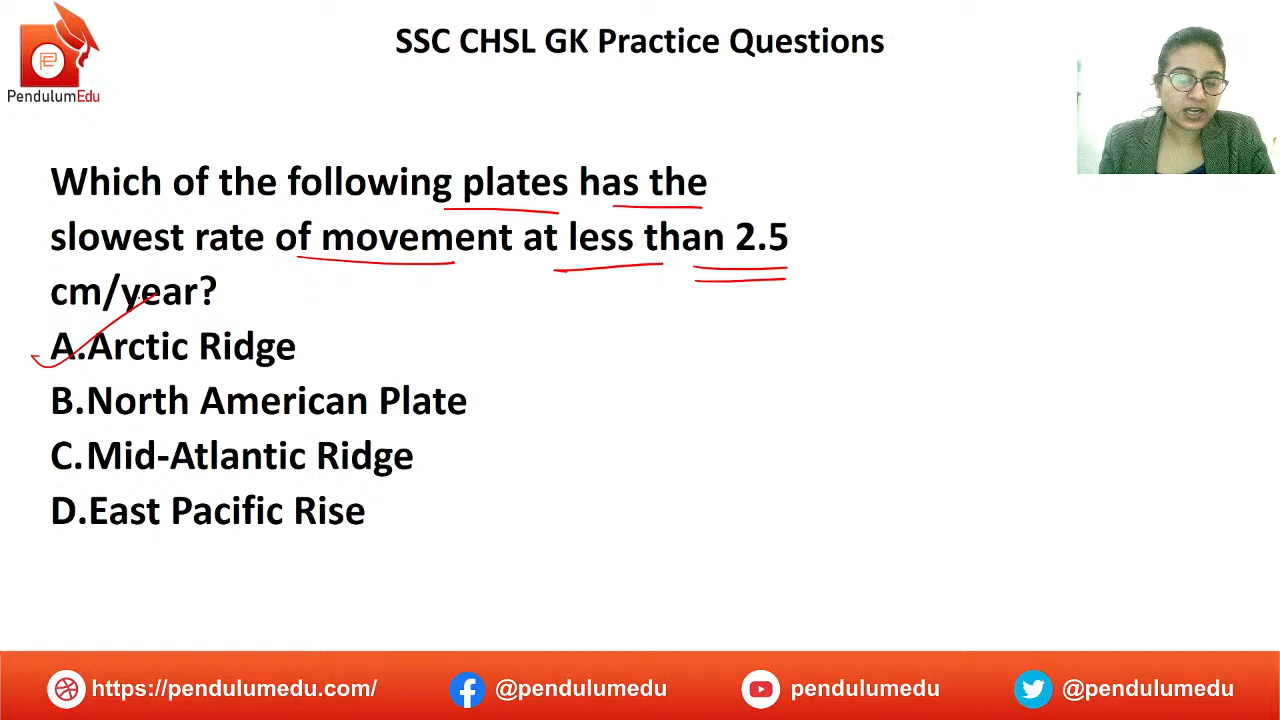 SSC CHSL GK Practice Questions
PendulumEdu
Which of the following plates has the
slowest rate of movement at less than 2.5
cm/year?
A.Arctic Ridge
B.North American Plate
C.Mid-Atlantic Ridge
D.East Pacific Rise
https://pendulumedu.com/ @pendulumedu pendulumedu @pendulumedu